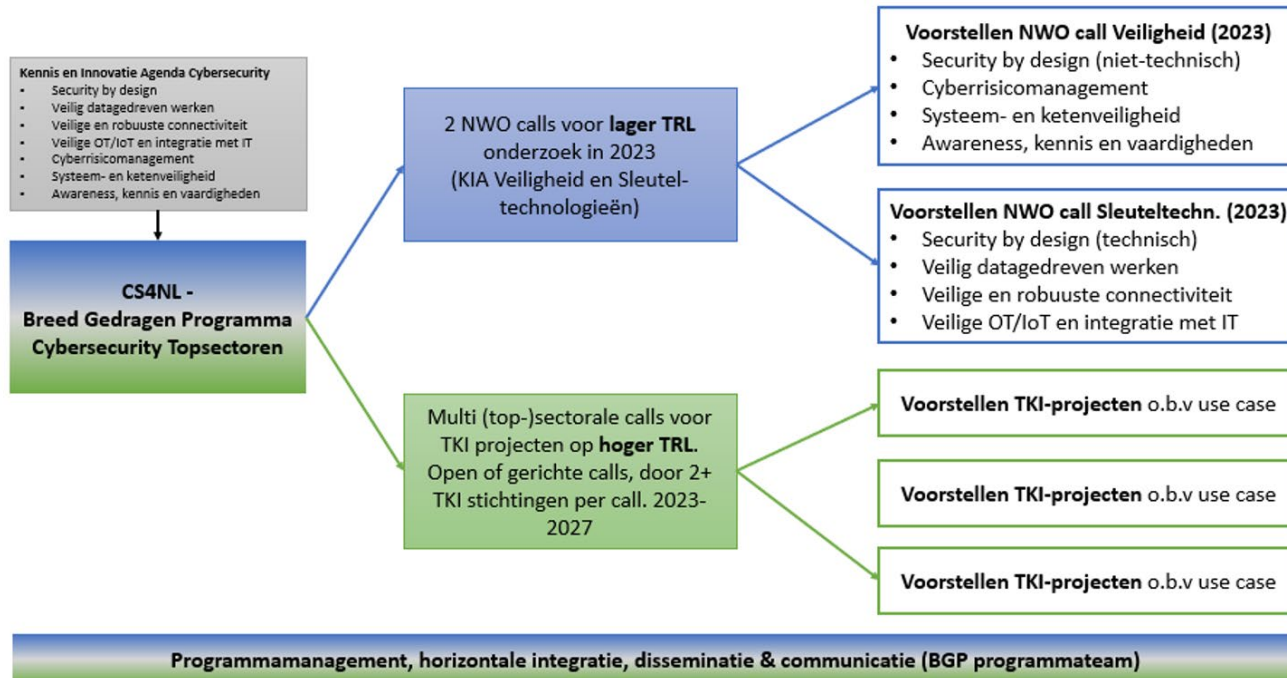 Kennis en Innovatie Agenda Cybersecurity
• Security by design
• Veilig datagedreven werken
• Veilige en robuuste connectiviteit
• Veilige OT/IoT en integratie met IT
• Cyberrisicomanagement
• Systeem- en ketenveiligheid
• Awareness, kennis en vaardigheden
CS4NL -
Breed Gedragen Programma
Cybersecurity Topsectoren
2 NWO calls voor lager TRL
onderzoek in 2023
(KIA Veiligheid en Sleutel-
technologieën)
Multi (top-)sectorale calls voor
TKI projecten op hoger TRL.
Open of gerichte calls, door 2+
TKI stichtingen per call. 2023-
2027
Voorstellen NWO call Veiligheid (2023)
• Security by design (niet-technisch)
• Cyberrisicomanagement
• Systeem- en ketenveiligheid
• Awareness, kennis en vaardigheden
Voorstellen NWO call Sleuteltechn. (2023)
• Security by design (technisch)
• Veilig datagedreven werken
• Veilige en robuuste connectiviteit
• Veilige OT/IoT en integratie met IT
Voorstellen TKI-projecten o.b.v use case
Voorstellen TKI-projecten o.b.v use case
Voorstellen TKI-projecten o.b.v use case
Programmamanagement, horizontale integratie, disseminatie & communicatie (BGP programmateam)